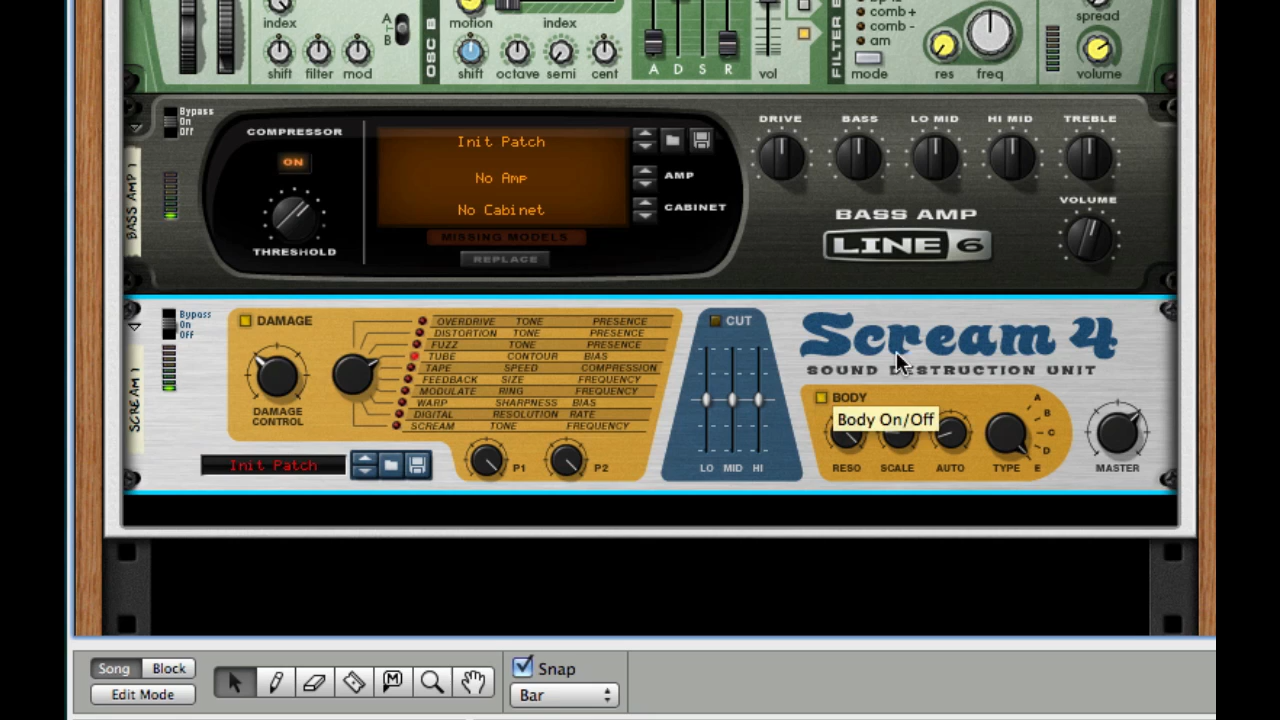 index
A
B
motion
index
comb +
comb -
am
spread
shift filter mod
OSC B
shift octave semi cent
A D S R vol
FILTER
mode
res freq
volume
Bypass
On
Off
COMPRESSOR
ON
THRESHOLD
Init Patch
No Amp
No Cabinet
AMP
CABINET
MISSING MODELS
REPLACE
DRIVE BASS LO MID HI MID TREBLE
BASS AMP
LINE 6
VOLUME
BASS AMP 1
Bypass
On
Off
SCREAM 1
DAMAGE
DAMAGE
CONTROL
OVERDRIVE TONE PRESENCE
DISTORTION TONE PRESENCE
FUZZ TONE PRESENCE
TUBE CONTOUR BIAS
TAPE SPEED COMPRESSION
FEEDBACK SIZE FREQUENCY
MODULATE RING FREQUENCY
WARP SHARPNESS BIAS
DIGITAL RESOLUTION RATE
SCREAM TONE FREQUENCY
Init Patch
P1 P2
CUT
LO MID HI
Scream 4
SOUND DESTRUCTION UNIT
BODY
Body On/Off
RESO SCALE AUTO TYPE
A
B
C
D
E
MASTER
Song Block
Edit Mode
M
Snap
Bar